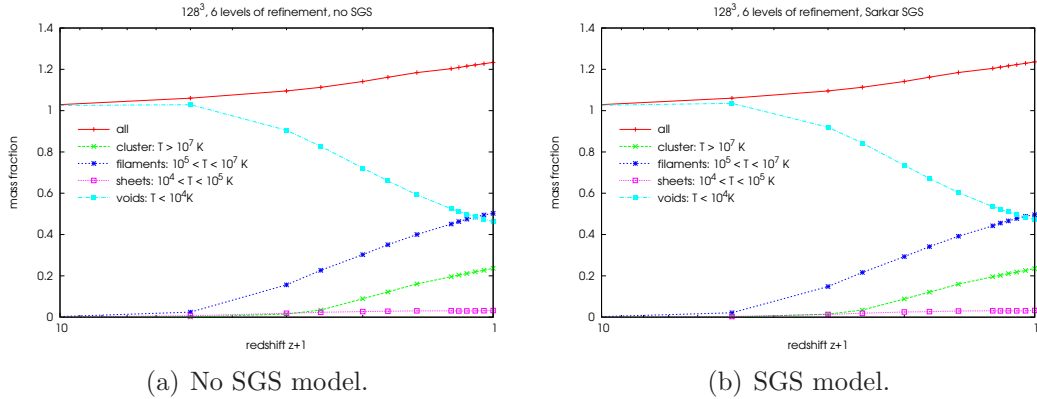 128³, 6 levels of refinement, no SGS
1.4
1.2
1
0.8
0.6
0.4
0.2
0
mass fraction
all
cluster: T > 10⁷ K
filaments: 10⁵ < T < 10⁷ K
sheets: 10⁴ < T < 10⁵ K
voids: T < 10⁴K
10
1
redshift z+1
(a) No SGS model.
128³, 6 levels of refinement, Sarkar SGS
1.4
1.2
1
0.8
0.6
0.4
0.2
0
mass fraction
all
cluster: T > 10⁷ K
filaments: 10⁵ < T < 10⁷ K
sheets: 10⁴ < T < 10⁵ K
voids: T < 10⁴K
10
1
redshift z+1
(b) SGS model.